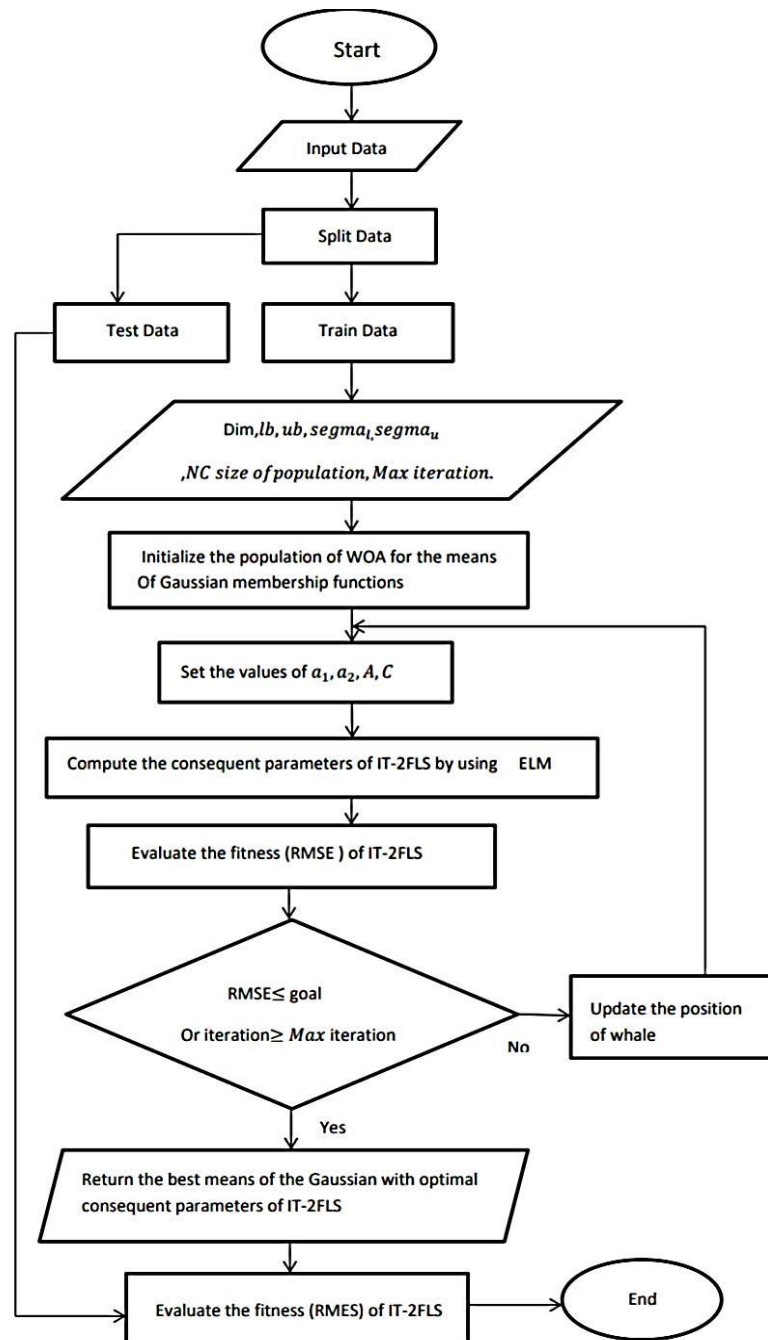 Start
Input Data
Split Data
Test Data
Train Data
Dim,lb, ub, segma_l,segma_u
,NC size of population, Max iteration.
Initialize the population of WOA for the means
Of Gaussian membership functions
Set the values of a₁, a₂, A, C
Compute the consequent parameters of IT-2FLS by using ELM
Evaluate the fitness (RMSE ) of IT-2FLS
RMSE≤ goal
Or iteration≥ Max iteration
No
Update the position
of whale
Yes
Return the best means of the Gaussian with optimal
consequent parameters of IT-2FLS
Evaluate the fitness (RMES) of IT-2FLS
End